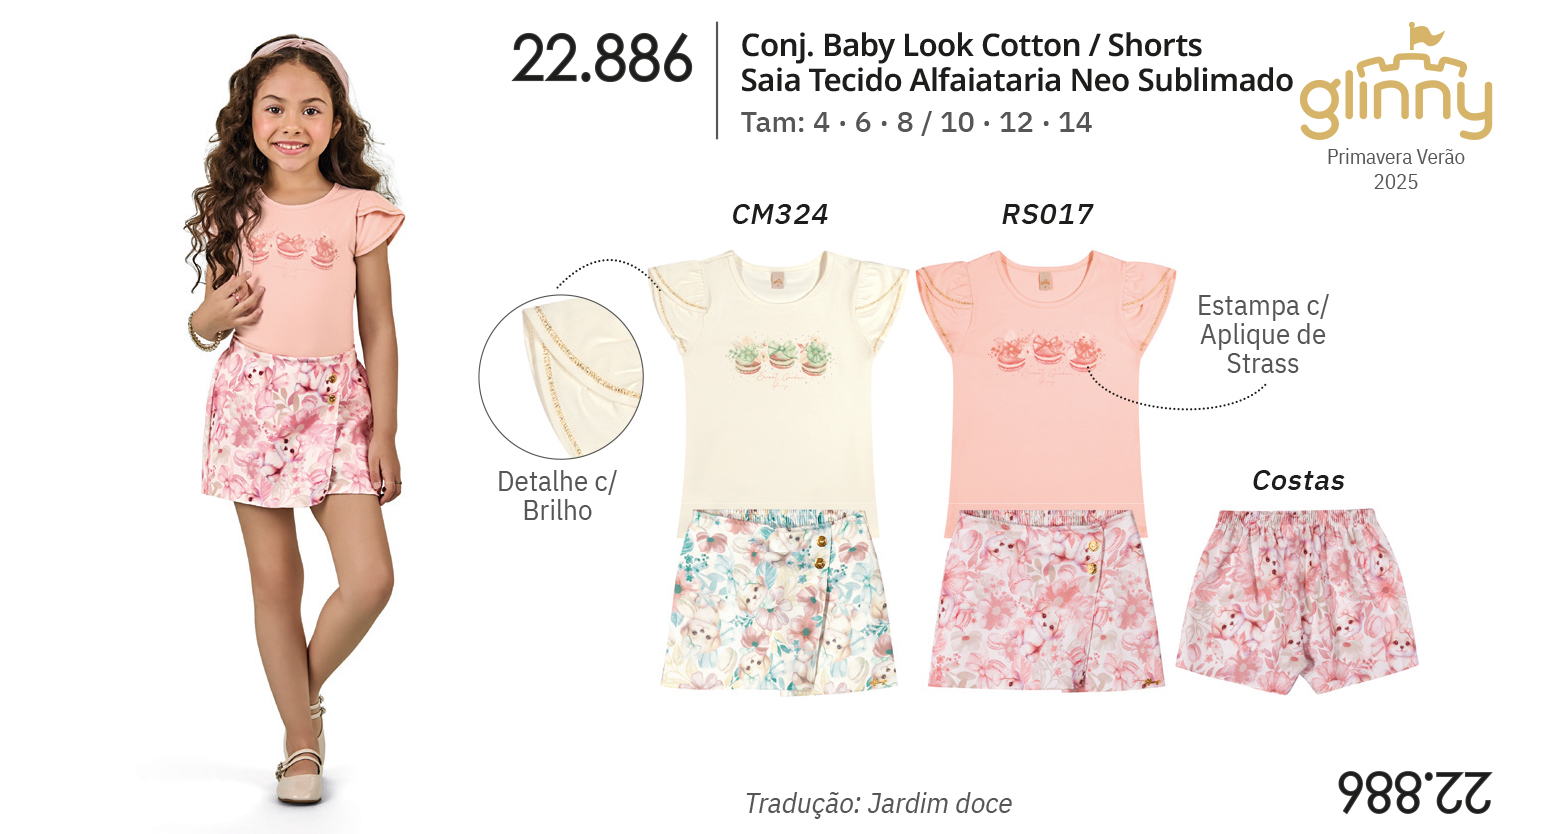 22.886
Conj. Baby Look Cotton / Shorts
Saia Tecido Alfaiataria Neo Sublimado
Tam: 4 · 6 · 8 / 10 · 12 · 14
glinny
Primavera Verão
2025
CM324
RS017
Estampa c/
Aplique de
Strass
Detalhe c/
Brilho
Costas
Tradução: Jardim doce
22.886